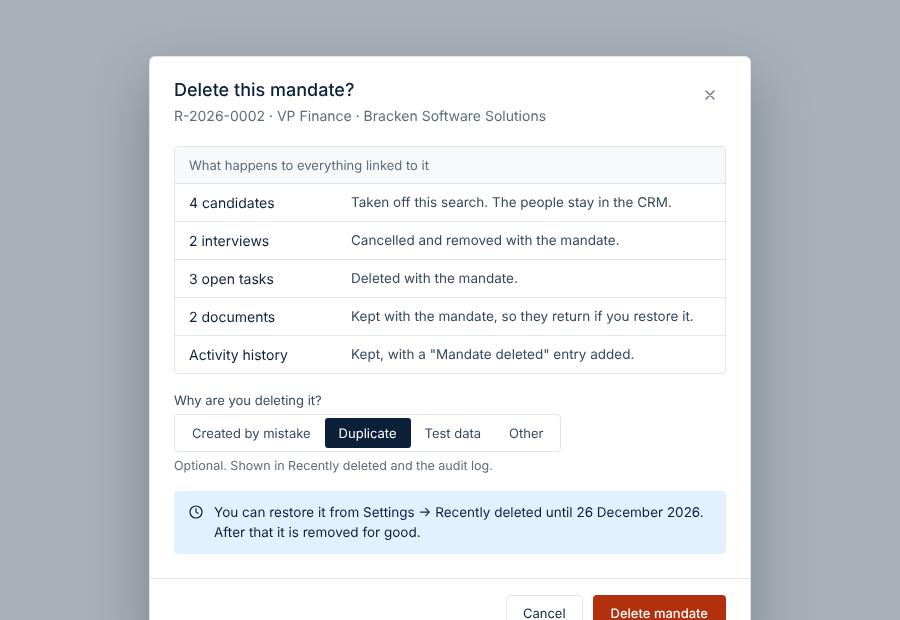 Delete this mandate?
R-2026-0002 · VP Finance · Bracken Software Solutions
What happens to everything linked to it
4 candidates Taken off this search. The people stay in the CRM.
2 interviews Cancelled and removed with the mandate.
3 open tasks Deleted with the mandate.
2 documents Kept with the mandate, so they return if you restore it.
Activity history Kept, with a "Mandate deleted" entry added.
Why are you deleting it?
Created by mistake Duplicate Test data Other
Optional. Shown in Recently deleted and the audit log.
You can restore it from Settings → Recently deleted until 26 December 2026.
After that it is removed for good.
Cancel Delete mandate